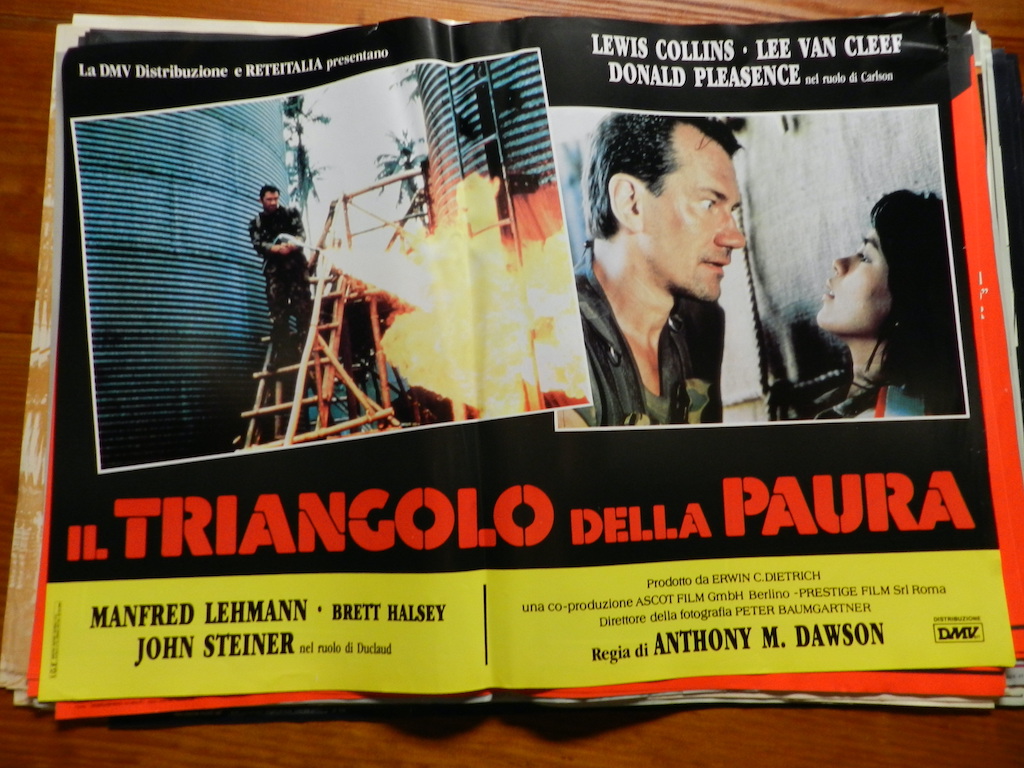 La DMV Distribuzione e RETEITALIA presentano
LEWIS COLLINS · LEE VAN CLEEF
DONALD PLEASENCE nel ruolo di Carlson
IL TRIANGOLO DELLA PAURA
MANFRED LEHMANN · BRETT HALSEY
JOHN STEINER nel ruolo di Duclaud
Prodotto da ERWIN C.DIETRICH
una co-produzione ASCOT FILM GmbH Berlino -PRESTIGE FILM Srl Roma
Direttore della fotografia PETER BAUMGARTNER
Regia di ANTHONY M. DAWSON
DISTRIBUZIONE
DMV